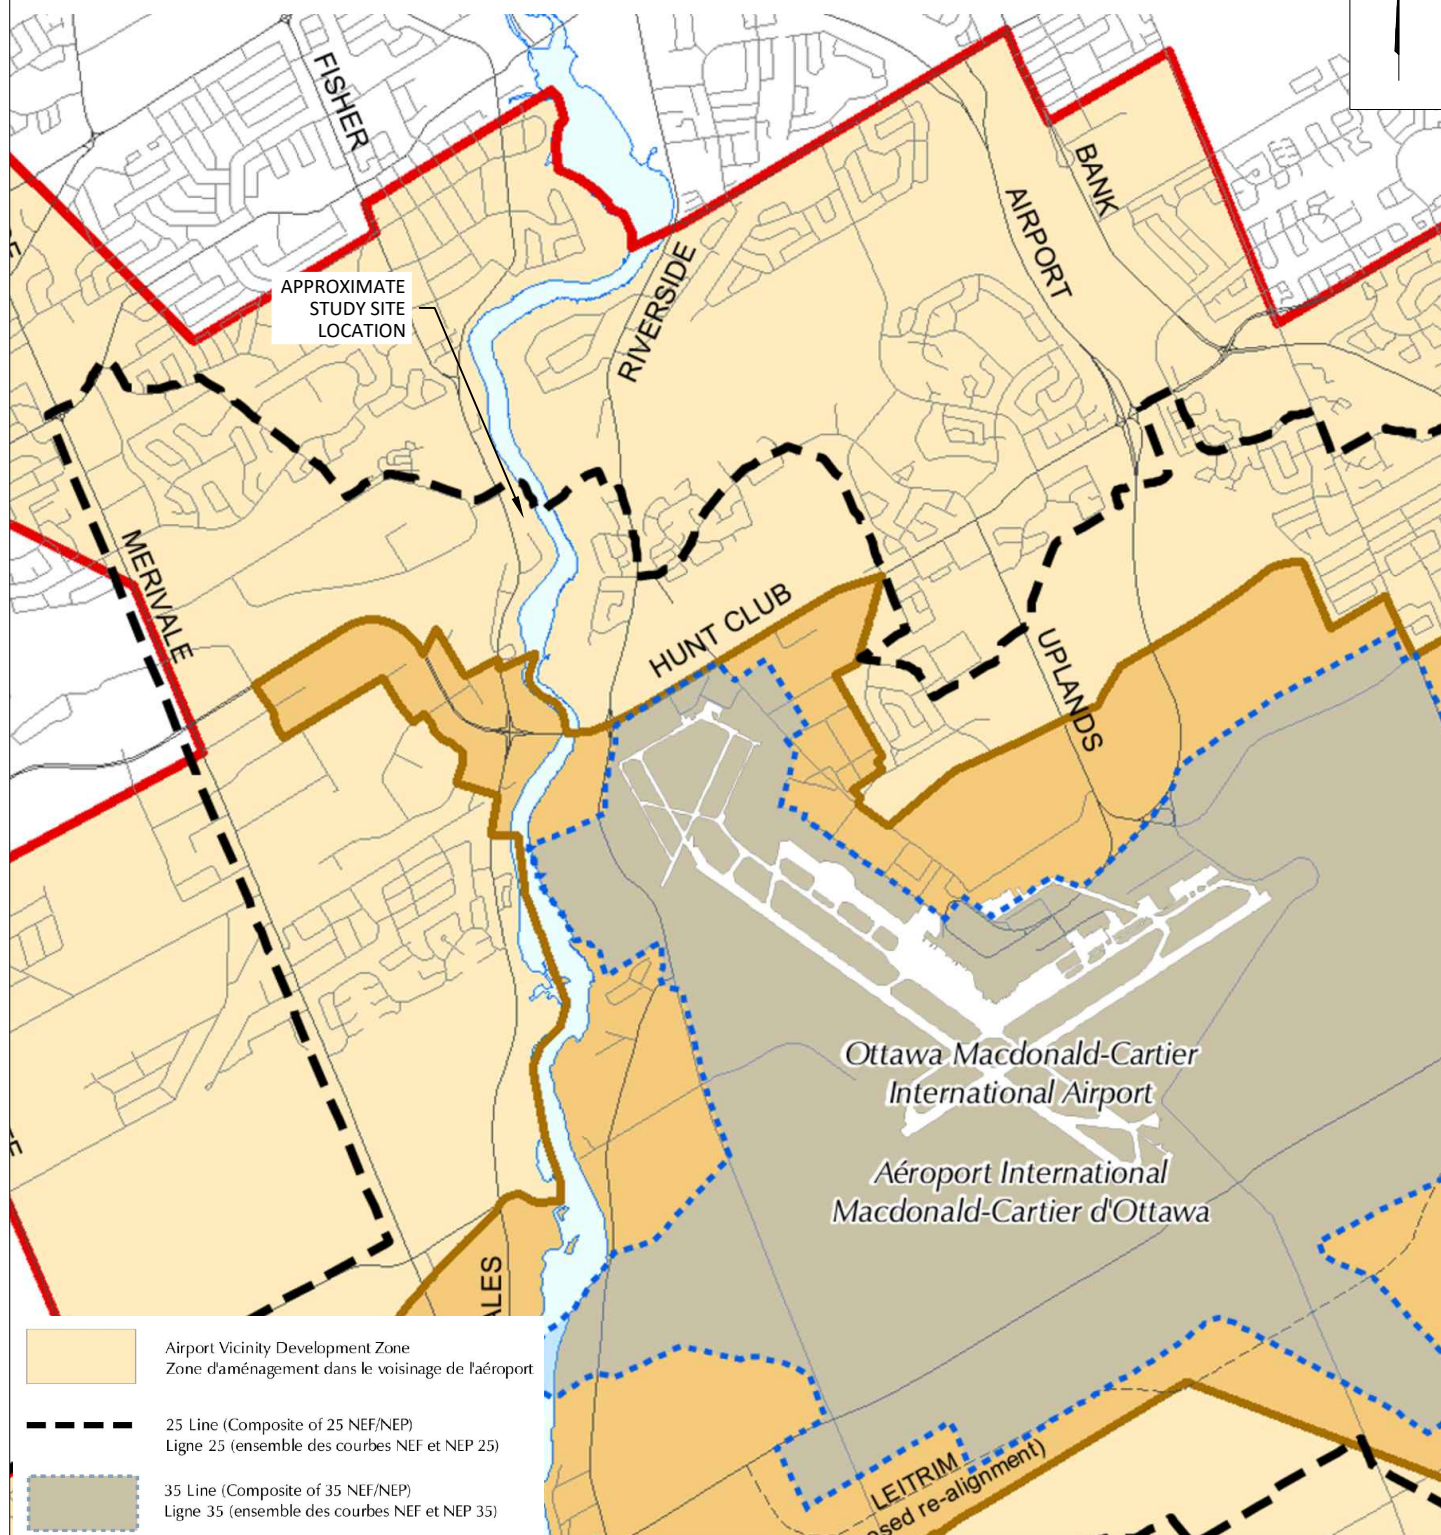 FISHER
BANK
AIRPORT
RIVERSIDE
APPROXIMATE
STUDY SITE
LOCATION
MERIVALE
HUNT CLUB
UPLANDS
Ottawa Macdonald-Cartier
International Airport
Aéroport International
Macdonald-Cartier d'Ottawa
ALES
LEITRIM
osed re-alignment)
Airport Vicinity Development Zone
Zone d'aménagement dans le voisinage de l'aéroport
25 Line (Composite of 25 NEF/NEP)
Ligne 25 (ensemble des courbes NEF et NEP 25)
35 Line (Composite of 35 NEF/NEP)
Ligne 35 (ensemble des courbes NEF et NEP 35)